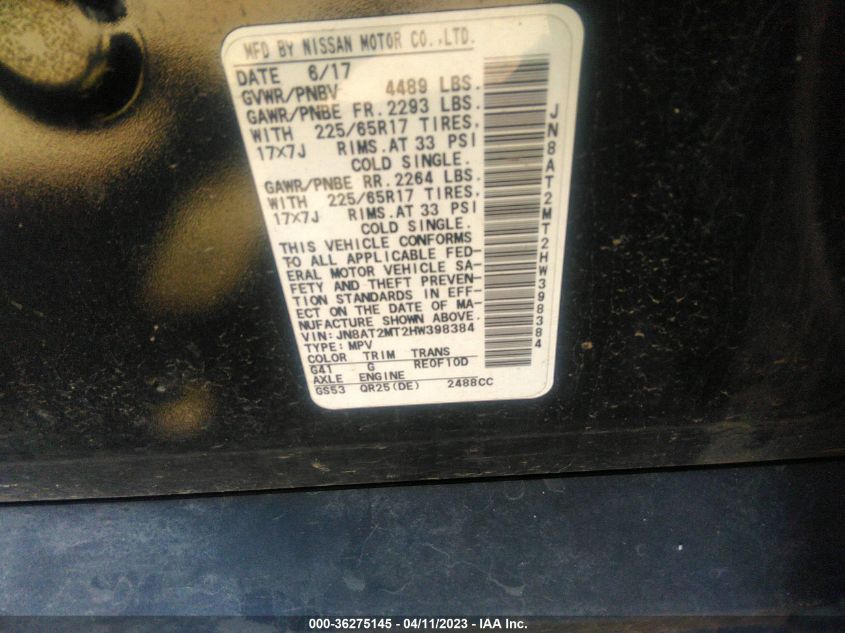 MFD BY NISSAN MOTOR CO.,LTD.
DATE 6/17
GVWR/PNBV 4489 LBS.
GAWR/PNBE FR. 2293 LBS.
WITH 225/65R17 TIRES,
17X7J RIMS.AT 33 PSI
COLD SINGLE.
GAWR/PNBE RR. 2264 LBS.
WITH 225/65R17 TIRES,
17X7J RIMS.AT 33 PSI
COLD SINGLE.
THIS VEHICLE CONFORMS
TO ALL APPLICABLE FED-
ERAL MOTOR VEHICLE SA-
FETY AND THEFT PREVEN-
TION STANDARDS IN EFF-
ECT ON THE DATE OF MA-
NUFACTURE SHOWN ABOVE.
VIN:JN8AT2MT2HW398384
TYPE:MPV
COLOR TRIM TRANS
G41 G RE0F10D
AXLE ENGINE
GS53 QR25(DE) 2488CC
JN8AT2MT2HW398384
000-36275145 - 04/11/2023 - IAA Inc.